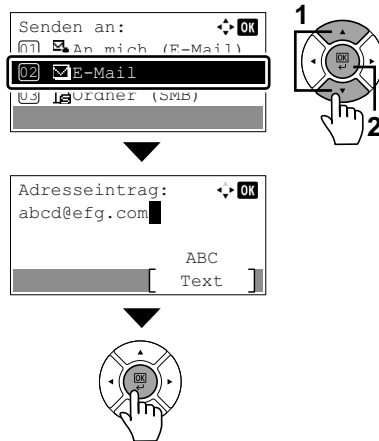 Senden an: OK
01 An mich (E-Mail)
02 E-Mail
03 Ordner (SMB)
1
OK
2
Adresseintrag: OK
abcd@efg.com
ABC
[ Text ]
OK